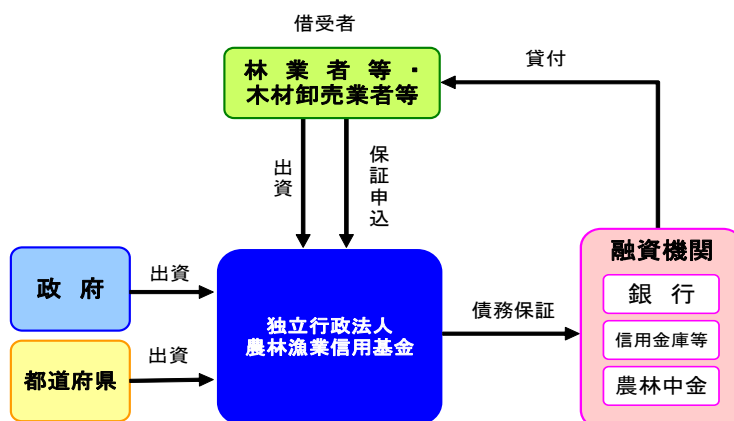 借受者
林業者等・
木材卸売業者等
貸付
出資
保証申込
政府
出資
都道府県
出資
独立行政法人
農林漁業信用基金
債務保証
融資機関
銀行
信用金庫等
農林中金